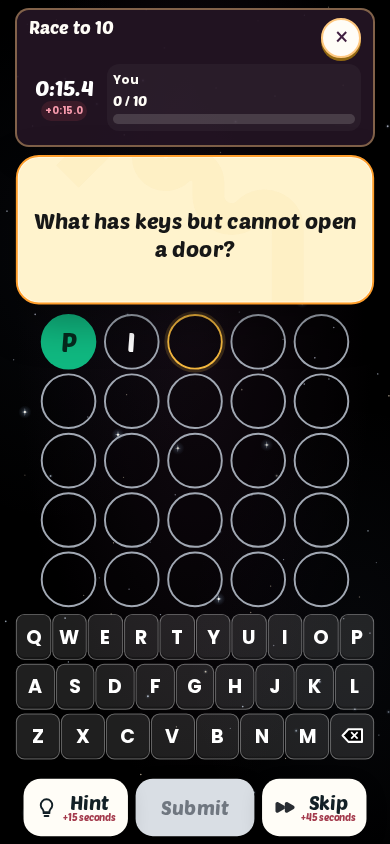 Race to 10
×
0:15.4
+0:15.0
You
0 / 10
What has keys but cannot open
a door?
P I
Q W E R T Y U I O P
A S D F G H J K L
Z X C V B N M
Hint
+15 seconds
Submit
Skip
+45 seconds